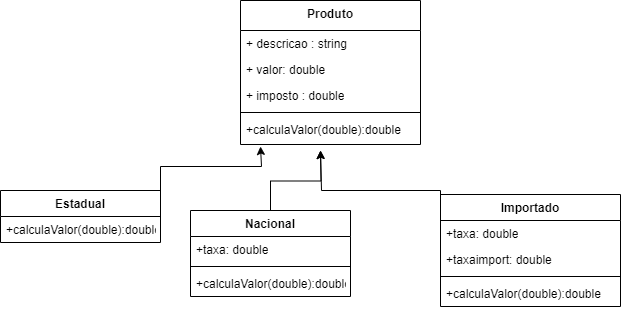 Produto
+ descricao : string
+ valor: double
+ imposto : double
+calculaValor(double):double
Estadual
+calculaValor(double):doubl
Nacional
+taxa: double
+calculaValor(double):doubl
Importado
+taxa: double
+taxaimport: double
+calculaValor(double):double